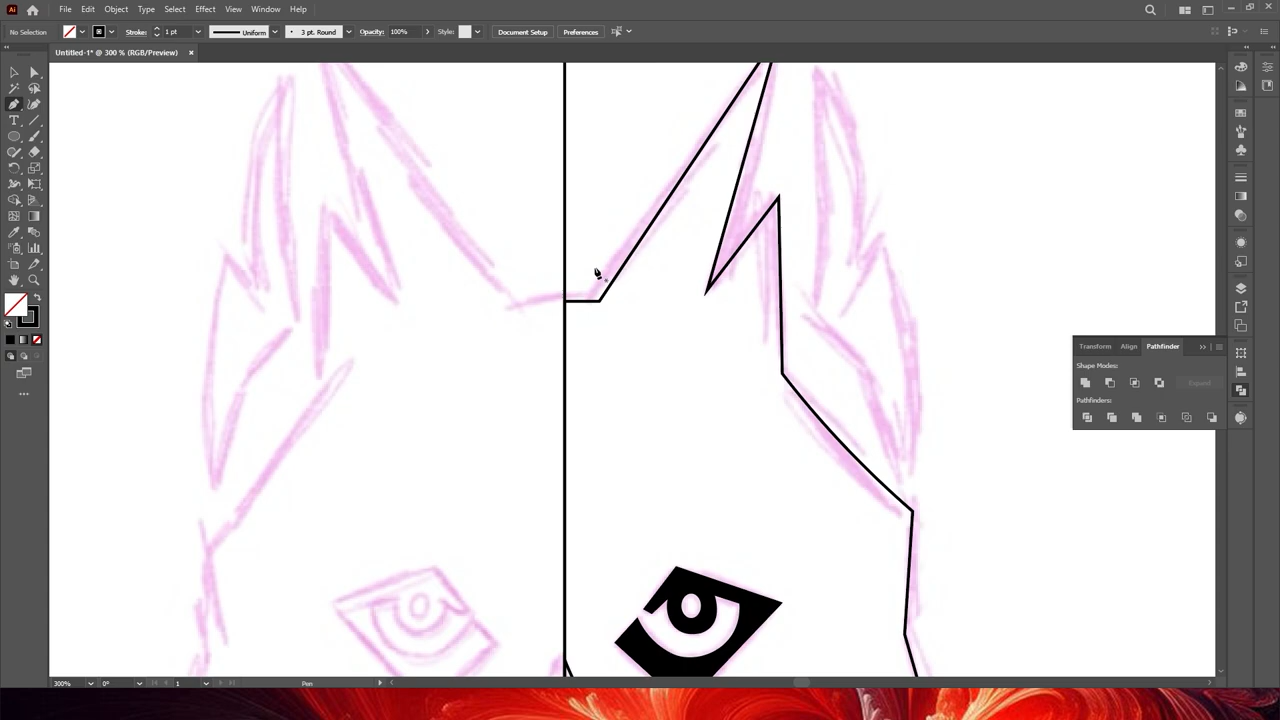 Ai File Edit Object Type Select Effect View Window Help
No Selection Stroke: 1 pt Uniform 3 pt. Round Opacity: 100% Style: Document Setup Preferences
Untitled-1* @ 300 % (RGB/Preview) ×
Transform Align Pathfinder
Shape Modes:
Expand
Pathfinders:
300% 0° 1 Pen